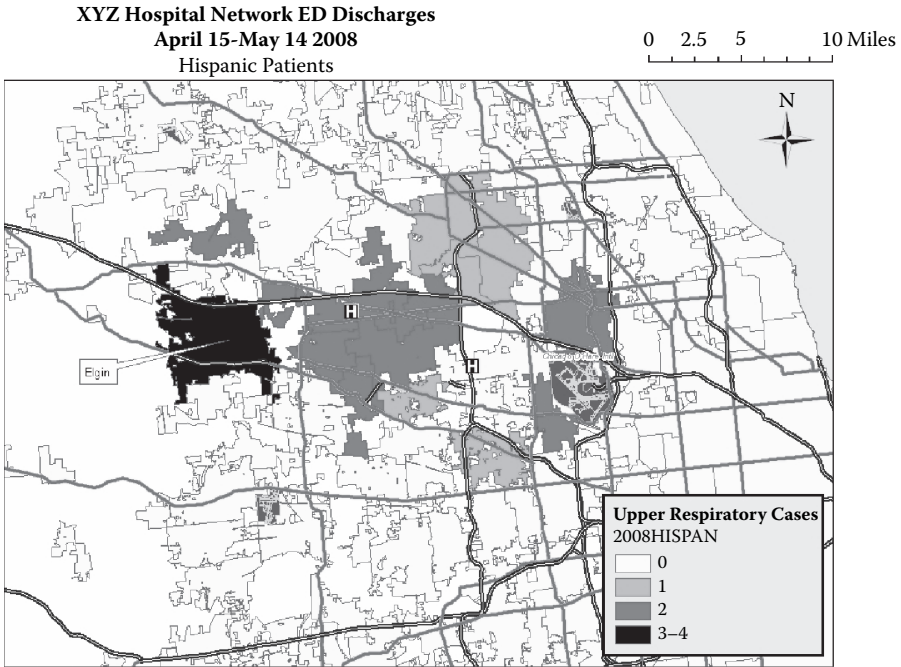 XYZ Hospital Network ED Discharges
April 15-May 14 2008
Hispanic Patients
0 2.5 5 10 Miles
N
H
H
Elgin
Upper Respiratory Cases
2008HISPAN
0
1
2
3–4